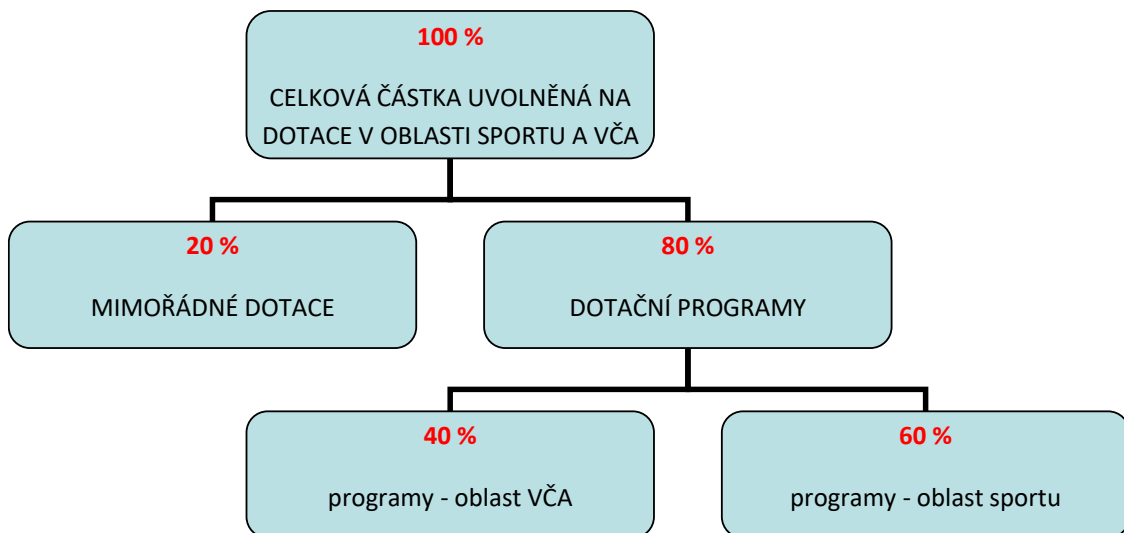 100 %
CELKOVÁ ČÁSTKA UVOLNĚNÁ NA
DOTACE V OBLASTI SPORTU A VČA
20 %
MIMOŘÁDNÉ DOTACE
80 %
DOTAČNÍ PROGRAMY
40 %
programy - oblast VČA
60 %
programy - oblast sportu